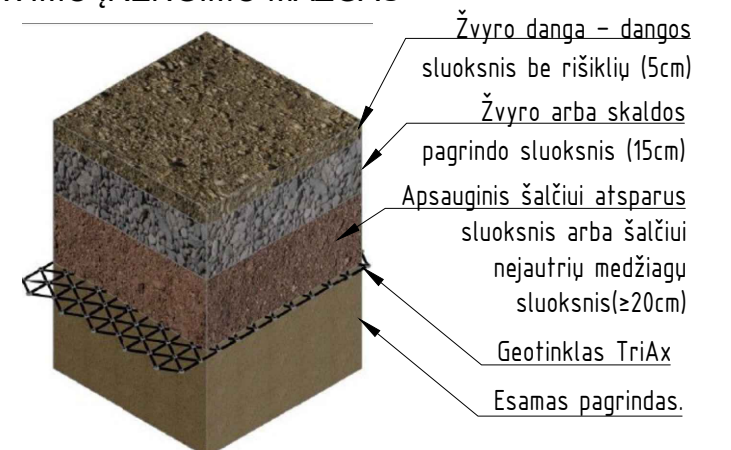 Žvyro danga – dangos
sluoksnis be rišiklių (5cm)
Žvyro arba skaldos
pagrindo sluoksnis (15cm)
Apsauginis šalčiui atsparus
sluoksnis arba šalčiui
nejautrių medžiagų
sluoksnis(≥20cm)
Geotinklas TriAx
Esamas pagrindas.